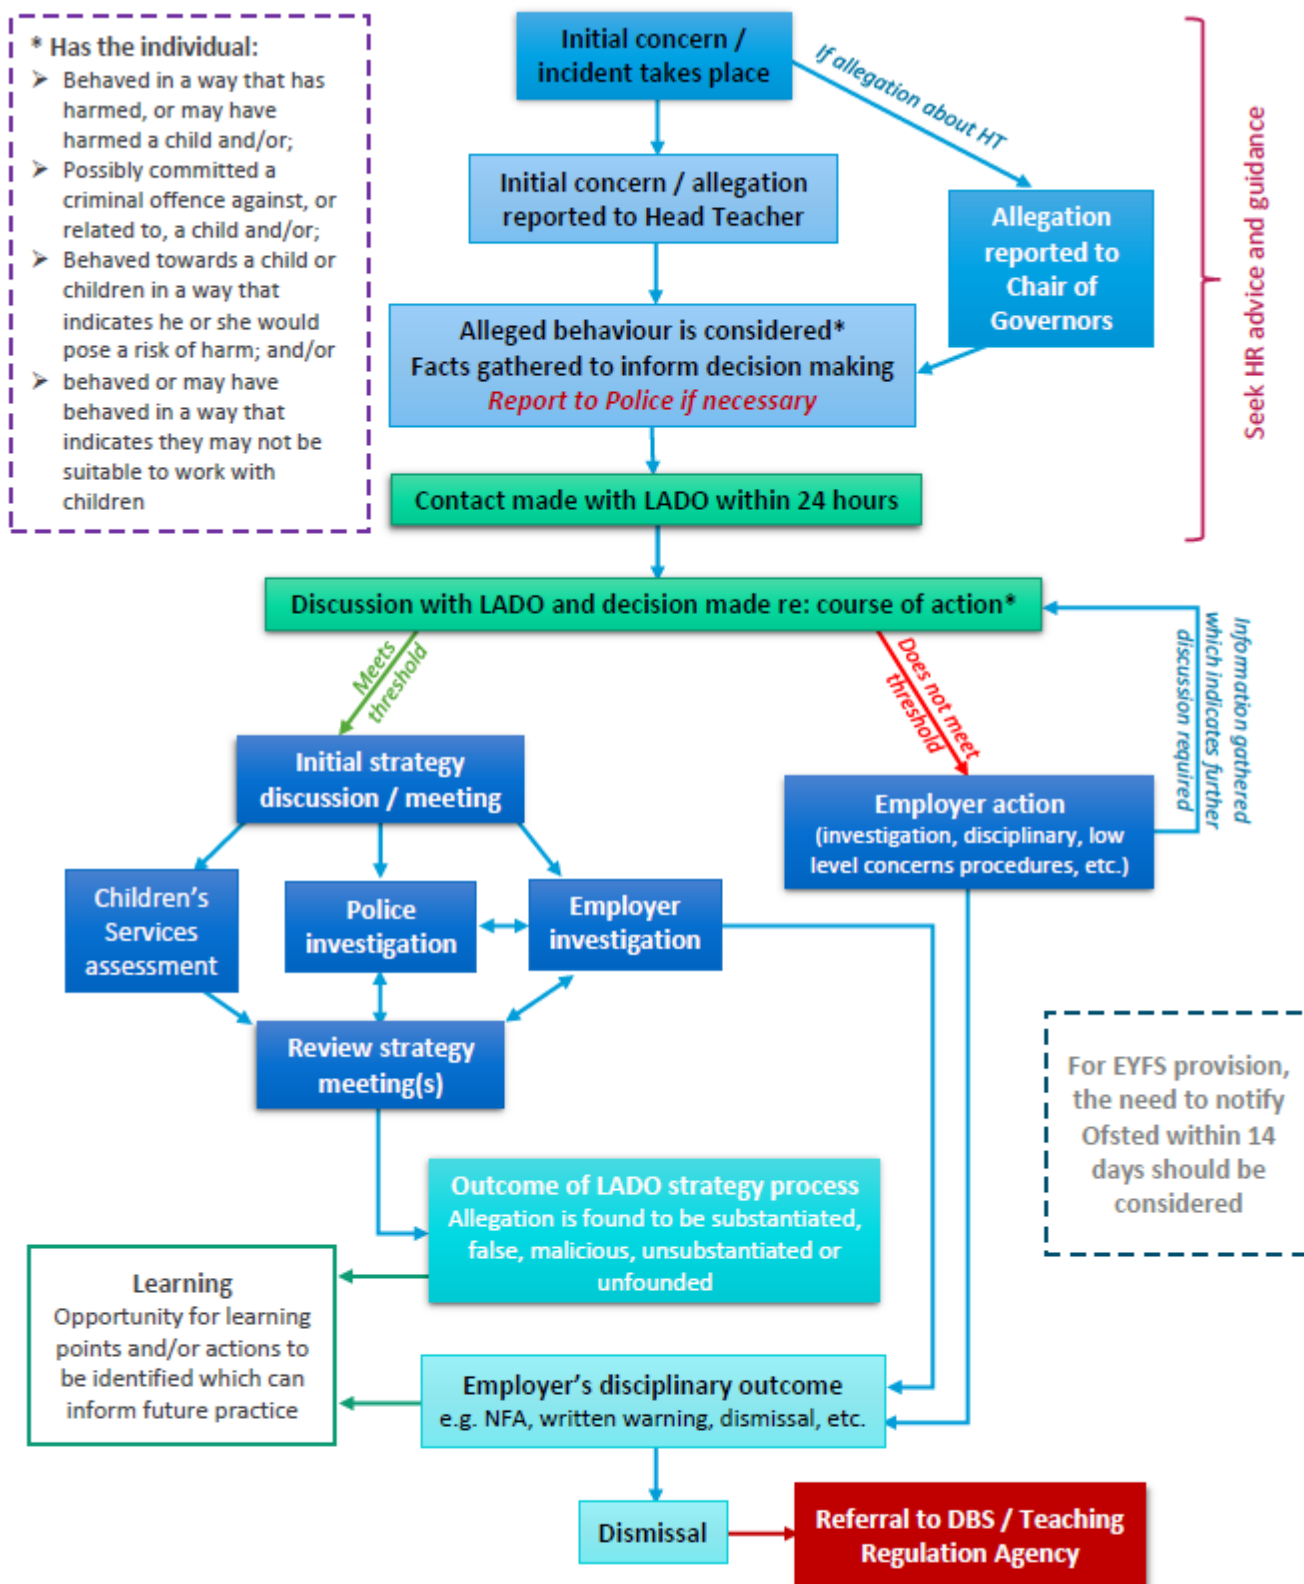 * Has the individual:
➢ Behaved in a way that has
harmed, or may have
harmed a child and/or;
➢ Possibly committed a
criminal offence against, or
related to, a child and/or;
➢ Behaved towards a child or
children in a way that
indicates he or she would
pose a risk of harm; and/or
➢ behaved or may have
behaved in a way that
indicates they may not be
suitable to work with
children
Initial concern /
incident takes place
If allegation about HT
Initial concern / allegation
reported to Head Teacher
Allegation
reported to
Chair of
Governors
Seek HR advice and guidance
Alleged behaviour is considered*
Facts gathered to inform decision making
Report to Police if necessary
Contact made with LADO within 24 hours
Discussion with LADO and decision made re: course of action*
Meets
threshold
Does not meet
threshold
Information gathered
which indicates further
discussion required
Initial strategy
discussion / meeting
Employer action
(investigation, disciplinary, low
level concerns procedures, etc.)
Children's
Services
assessment
Police
investigation
Employer
investigation
Review strategy
meeting(s)
For EYFS provision,
the need to notify
Ofsted within 14
days should be
considered
Outcome of LADO strategy process
Allegation is found to be substantiated,
false, malicious, unsubstantiated or
unfounded
Learning
Opportunity for learning
points and/or actions to
be identified which can
inform future practice
Employer's disciplinary outcome
e.g. NFA, written warning, dismissal, etc.
Dismissal
Referral to DBS / Teaching
Regulation Agency